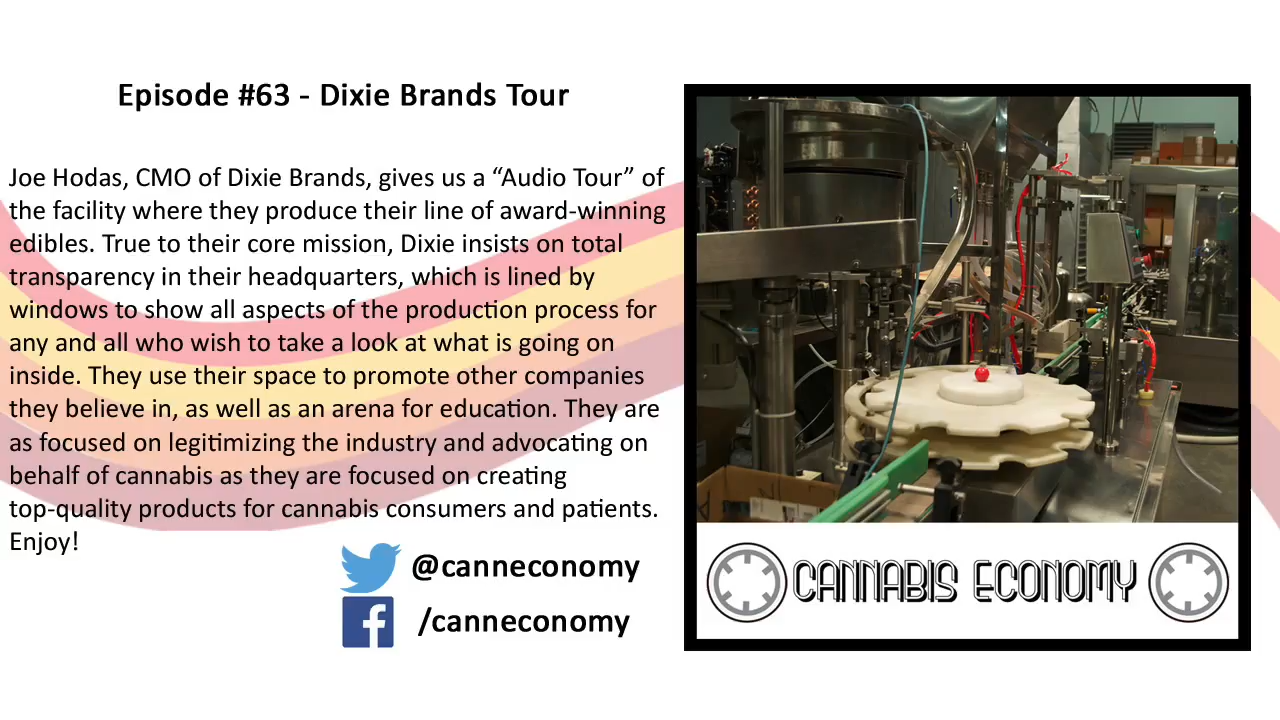 Episode #63 - Dixie Brands Tour
Joe Hodas, CMO of Dixie Brands, gives us a “Audio Tour” of
the facility where they produce their line of award-winning
edibles. True to their core mission, Dixie insists on total
transparency in their headquarters, which is lined by
windows to show all aspects of the production process for
any and all who wish to take a look at what is going on
inside. They use their space to promote other companies
they believe in, as well as an arena for education. They are
as focused on legitimizing the industry and advocating on
behalf of cannabis as they are focused on creating
top-quality products for cannabis consumers and patients.
Enjoy!
@canneconomy
/canneconomy
CANNABIS ECONOMY